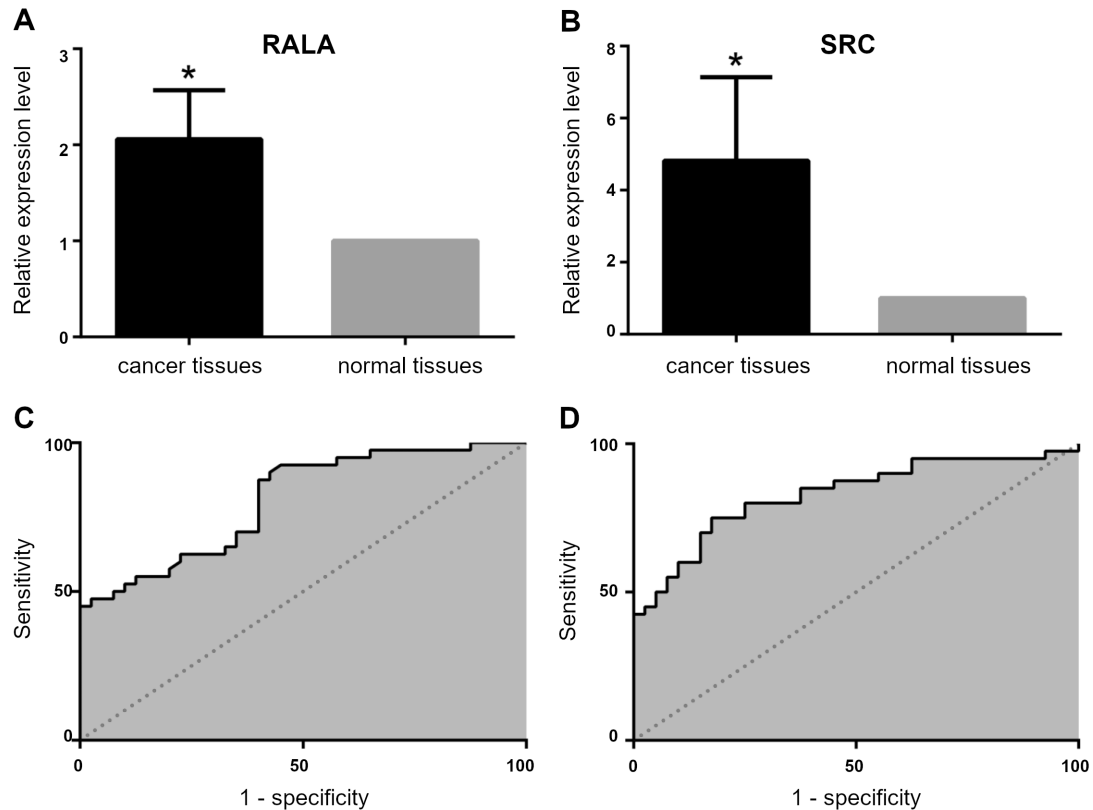 A
RALA
Relative expression level
3
2
1
0
*
cancer tissues
normal tissues
B
SRC
Relative expression level
8
6
4
2
0
*
cancer tissues
normal tissues
C
Sensitivity
100
50
0
0
50
100
1 - specificity
D
Sensitivity
100
50
0
0
50
100
1 - specificity